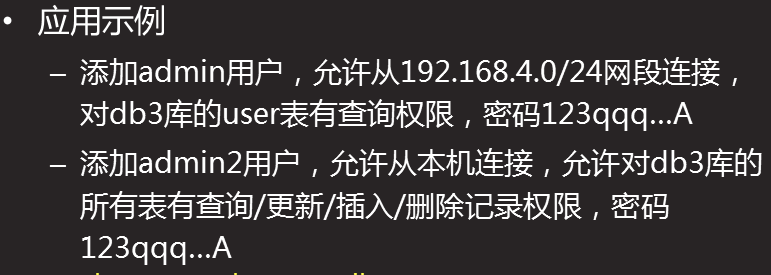 • 应用示例
– 添加admin用户，允许从192.168.4.0/24网段连接，
对db3库的user表有查询权限，密码123qqq…A
– 添加admin2用户，允许从本机连接，允许对db3库的
所有表有查询/更新/插入/删除记录权限，密码
123qqq…A